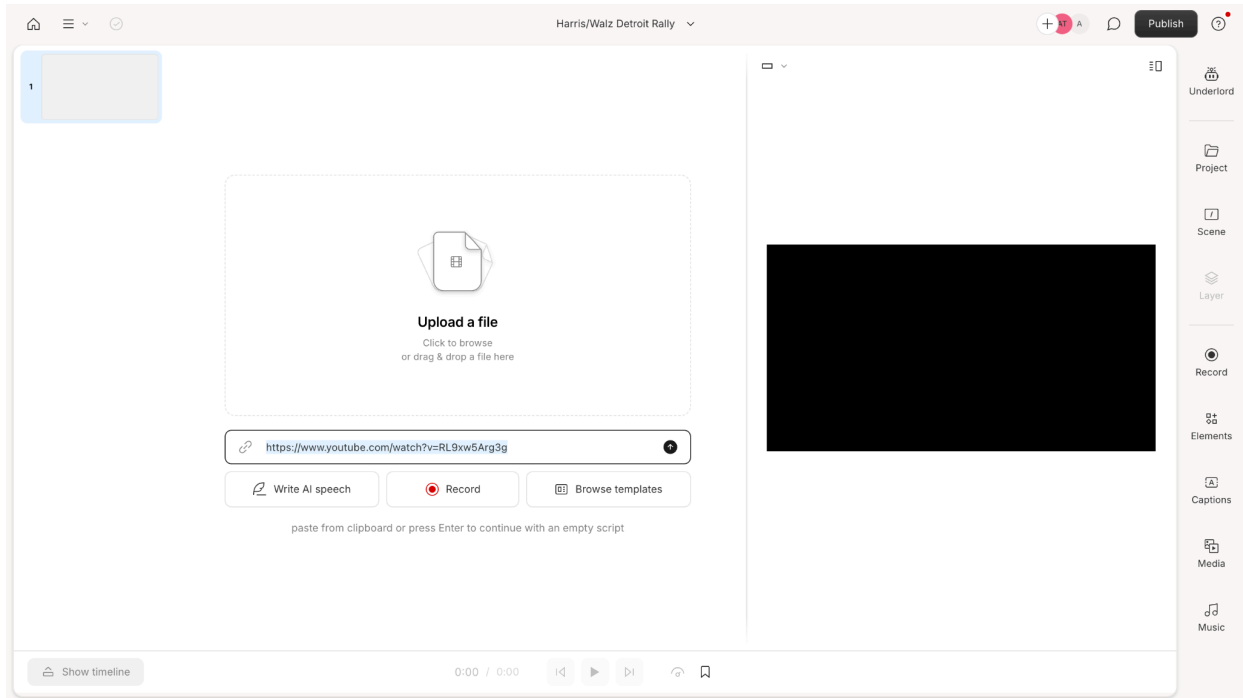 Harris/Walz Detroit Rally
AT
A
Publish
1
Underlord
Project
Scene
Layer
Upload a file
Click to browse
or drag & drop a file here
Record
https://www.youtube.com/watch?v=RL9xw5Arg3g
Elements
Write AI speech
Record
Browse templates
A
Captions
paste from clipboard or press Enter to continue with an empty script
Media
Music
Show timeline
0:00 / 0:00